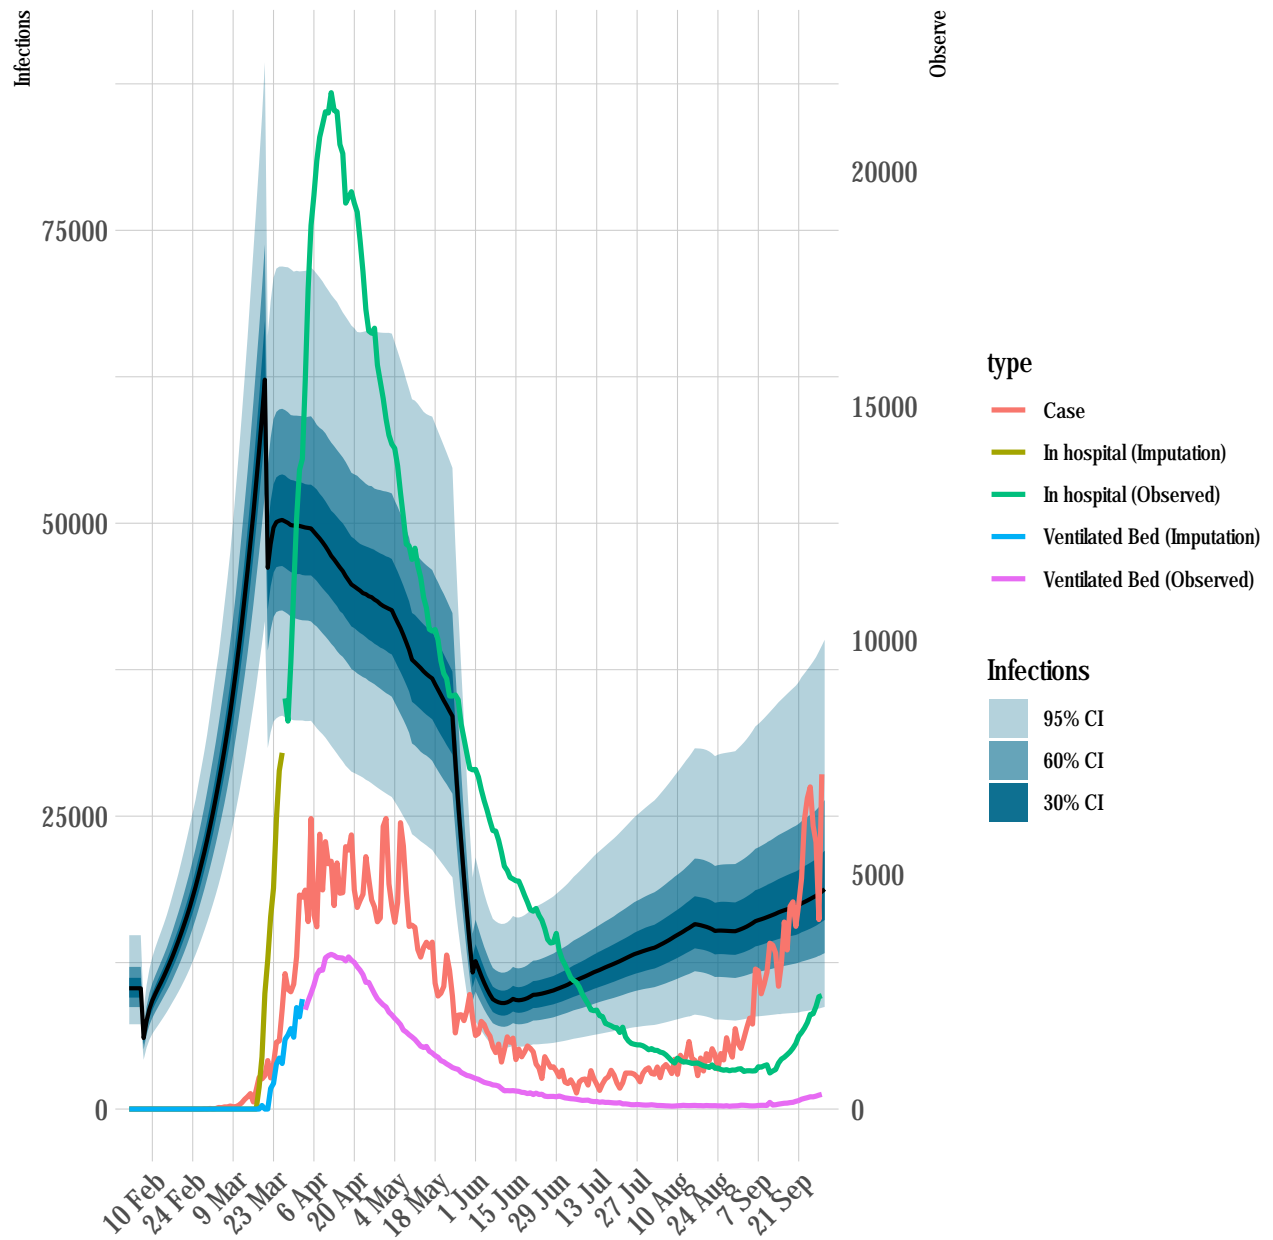 Infections
Observe
75000
50000
25000
0
20000
15000
10000
5000
0
10 Feb
24 Feb
9 Mar
23 Mar
6 Apr
20 Apr
4 May
18 May
1 Jun
15 Jun
29 Jun
13 Jul
27 Jul
10 Aug
24 Aug
7 Sep
21 Sep
type
Case
In hospital (Imputation)
In hospital (Observed)
Ventilated Bed (Imputation)
Ventilated Bed (Observed)
Infections
95% CI
60% CI
30% CI